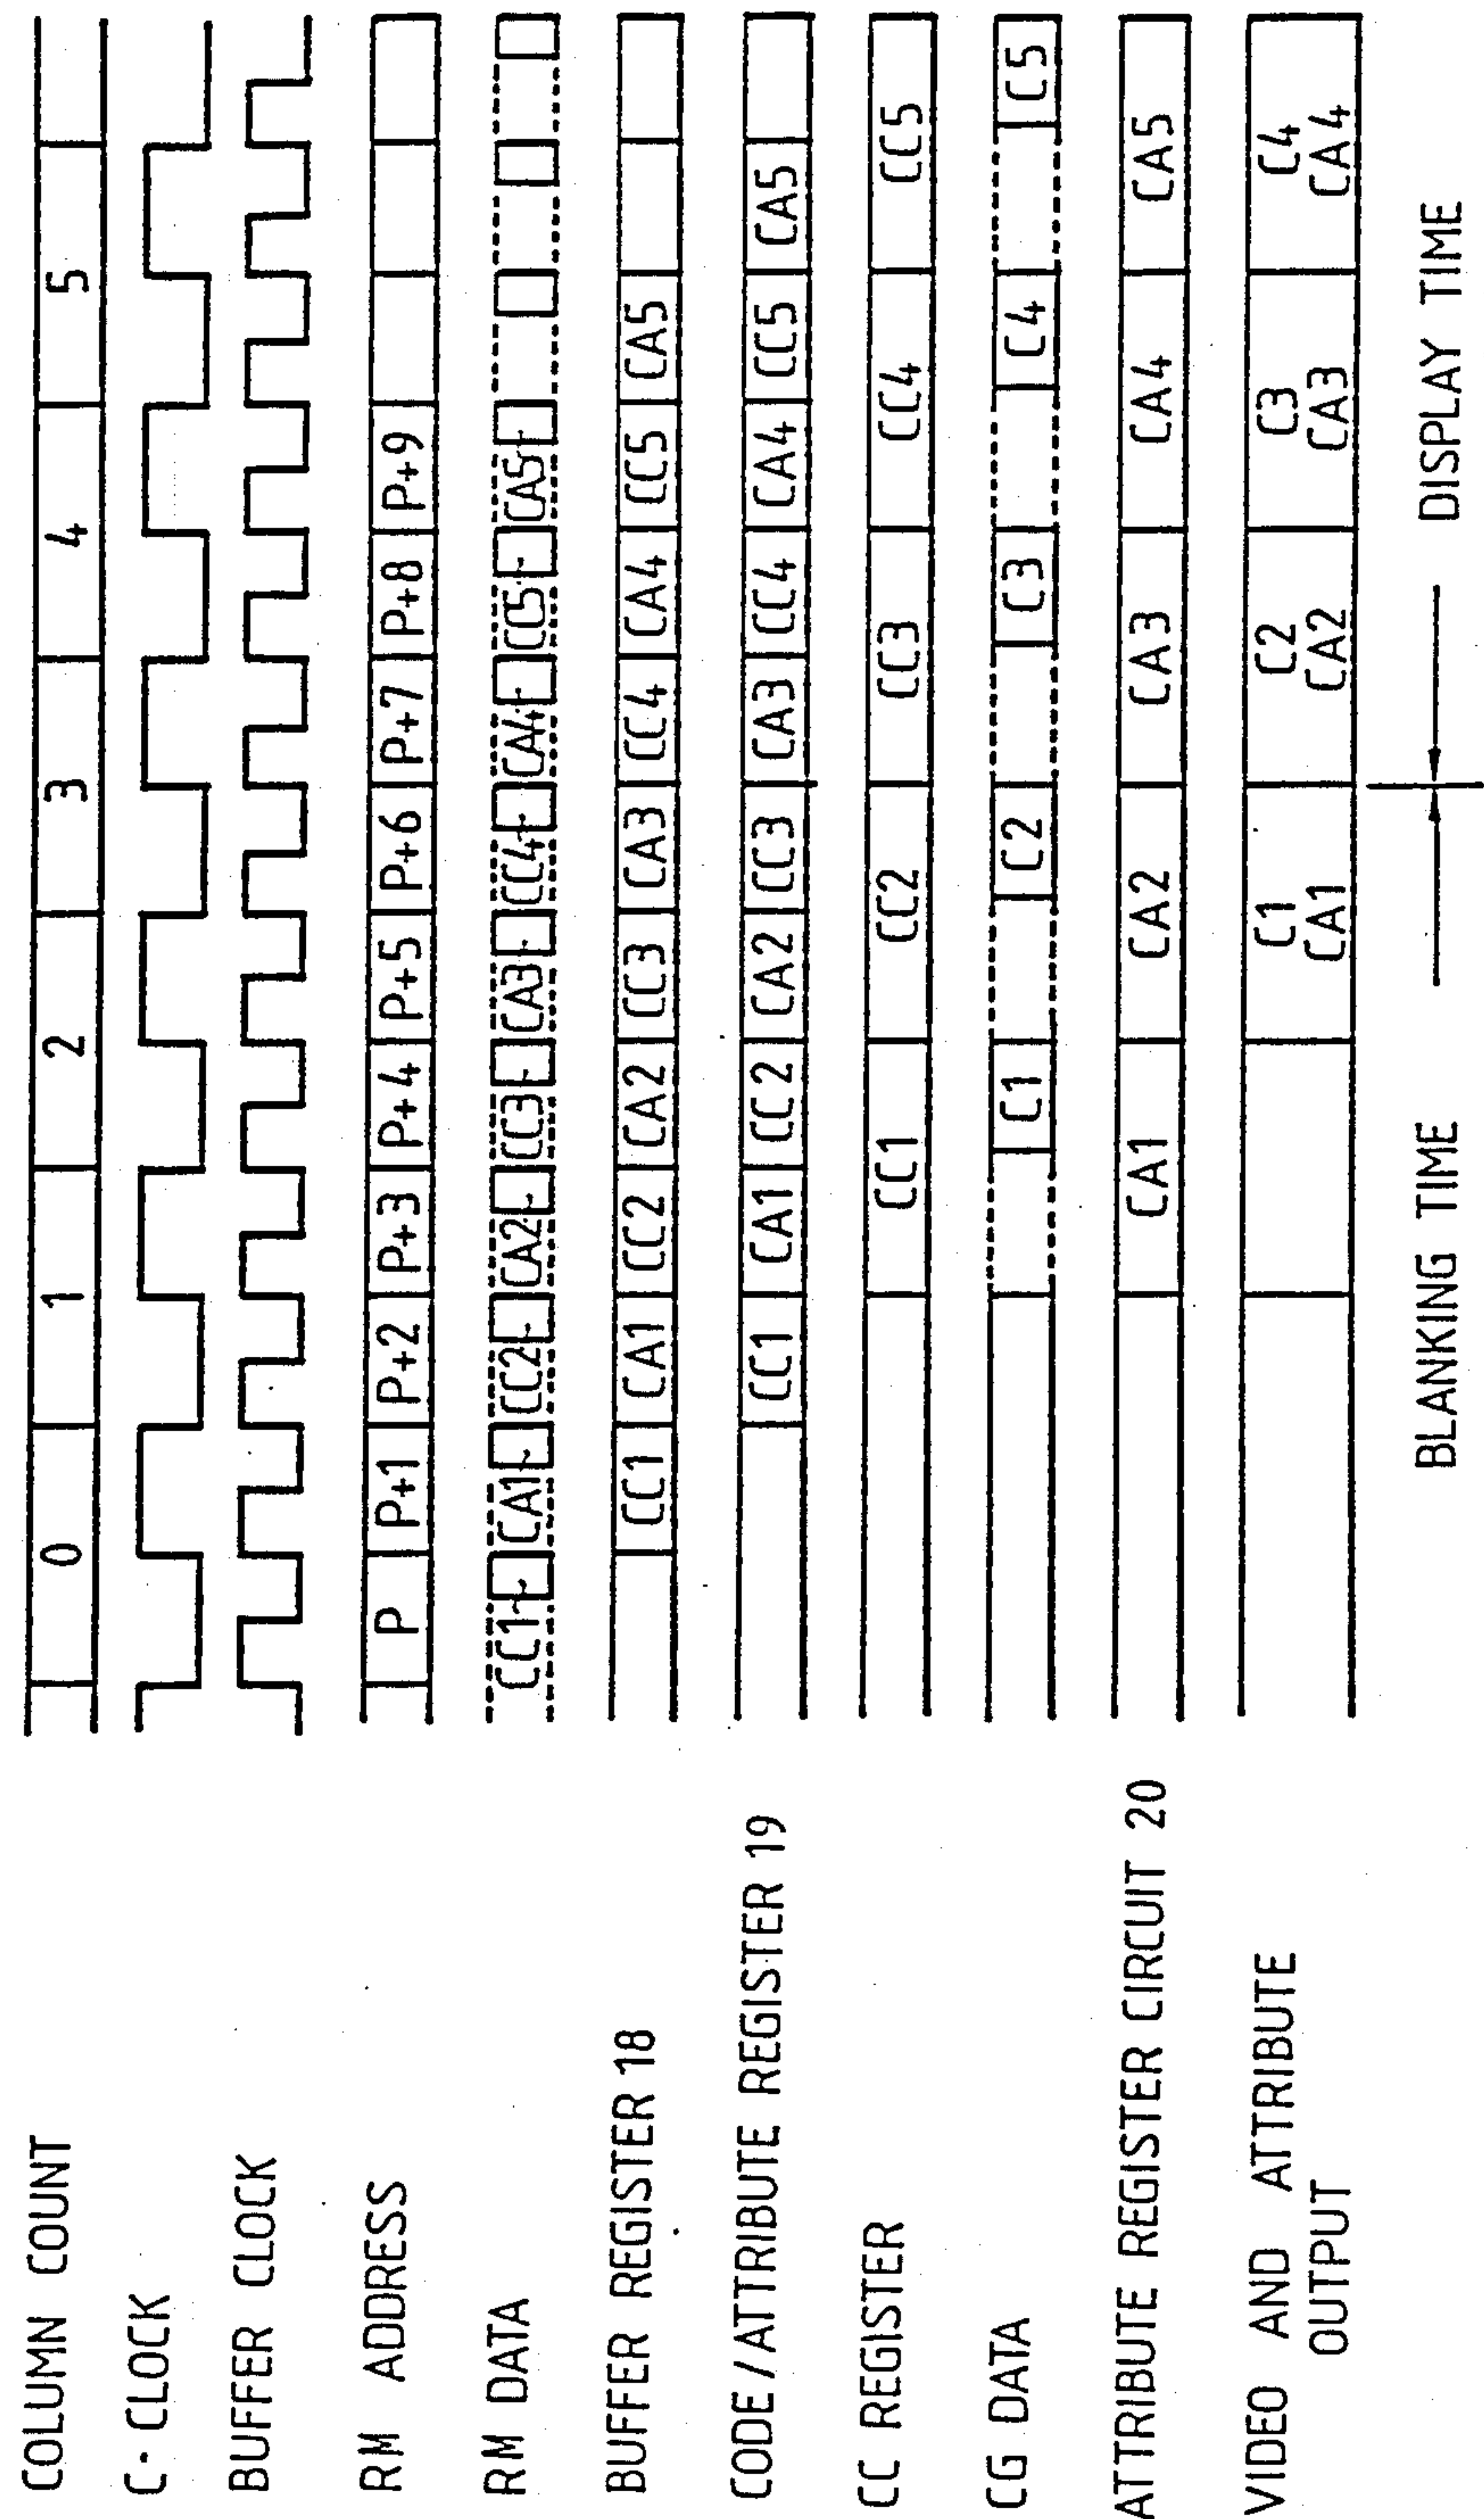 COLUMN COUNT 0 1 2 3 4 5
C·CLOCK
BUFFER CLOCK
RM ADDRESS P P+1 P+2 P+3 P+4 P+5 P+6 P+7 P+8 P+9
RM DATA CC1 CA1 CC2 CA2 CC3 CA3 CC4 CA4 CC5 CA5
BUFFER REGISTER 18 CC1 CA1 CC2 CA2 CC3 CA3 CC4 CA4 CC5 CA5
CODE/ATTRIBUTE REGISTER 19 CC1 CA1 CC2 CA2 CC3 CA3 CC4 CA4 CC5 CA5
CC REGISTER CC1 CC2 CC3 CC4 CC5
CG DATA C1 C2 C3 C4 C5
ATTRIBUTE REGISTER CIRCUIT 20 CA1 CA2 CA3 CA4 CA5
VIDEO AND ATTRIBUTE C1 C2 C3 C4
OUTPUT CA1 CA2 CA3 CA4
BLANKING TIME DISPLAY TIME